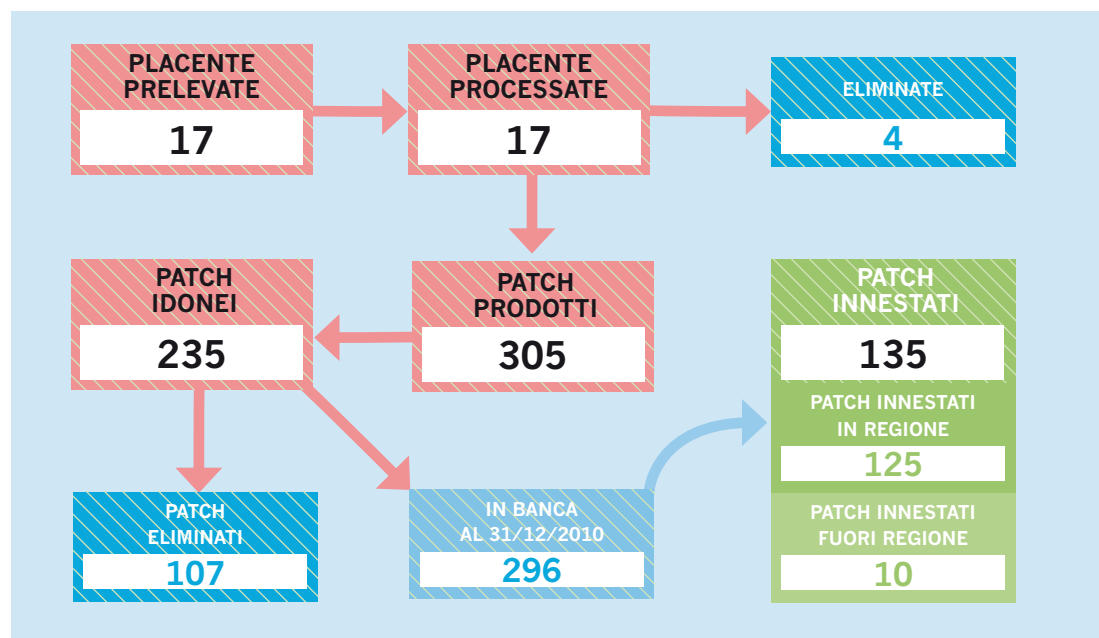 PLACENTE
PRELEVATE
17
PLACENTE
PROCESSATE
17
ELIMINATE
4
PATCH
IDONEI
235
PATCH
PRODOTTI
305
PATCH
INNESTATI
135
PATCH INNESTATI
IN REGIONE
125
PATCH INNESTATI
FUORI REGIONE
10
PATCH
ELIMINATI
107
IN BANCA
AL 31/12/2010
296